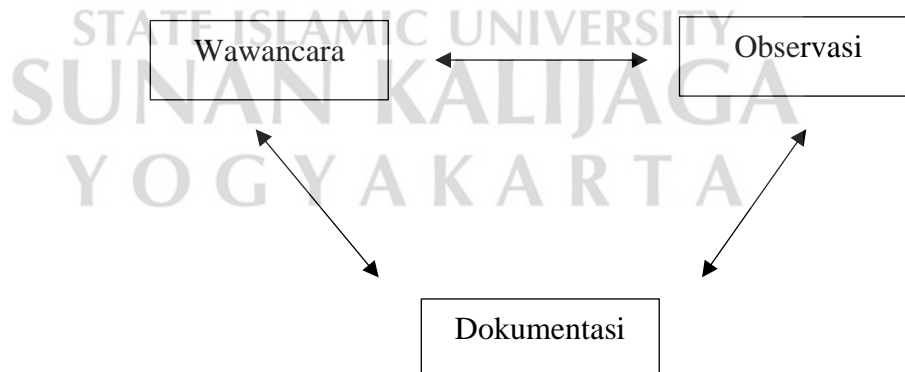 STATE ISLAMIC UNIVERSITY
SUNAN KALIJAGA
YOGYAKARTA
Wawancara
Observasi
Dokumentasi